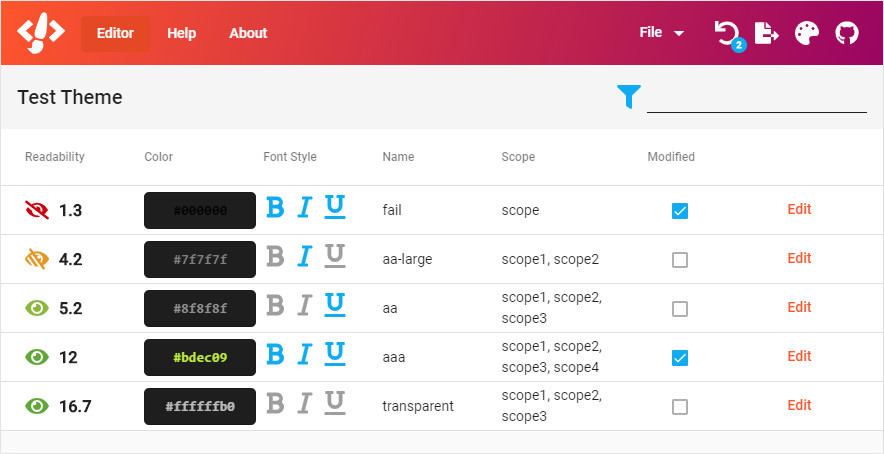 Editor Help About File 2
Test Theme
Readability Color Font Style Name Scope Modified
1.3 #000000 B I U fail scope Edit
4.2 #7f7f7f B I U aa-large scope1, scope2 Edit
5.2 #8f8f8f B I U aa scope1, scope2, Edit
scope3
12 #bdec09 B I U aaa scope1, scope2, Edit
scope3, scope4
16.7 #ffffffb0 B I U transparent scope1, scope2, Edit
scope3